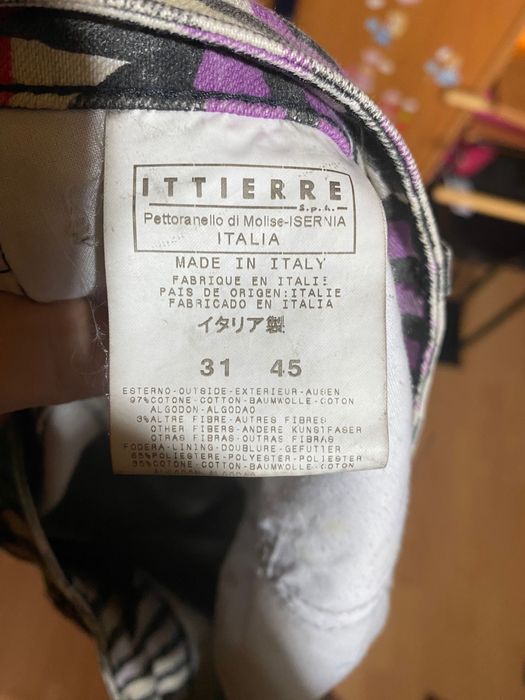 ITTIERRE
s.p.a.
Pettoranello di Molise-ISERNIA
ITALIA
MADE IN ITALY
FABRIQUE EN ITALIE
PAIS DE ORIGEN:ITALIE
FABRICADO EN ITALIA
イタリア製
31 45
ESTERNO-OUTSIDE-EXTERIEUR-AUßEN
97%COTONE-COTTON-BAUMWOLLE-COTON
ALGODON-ALGODAO
3%ALTRE FIBRE-AUTRES FIBRES
OTHER FIBERS-ANDERE KUNSTFASER
OTRAS FIBRAS-OUTRAS FIBRAS
FODERA-LINING-DOUBLURE-GEFUTTER
65%POLIESTERE-POLYESTER-POLIESTER
35%COTONE-COTTON-BAUMWOLLE-COTON
ALGODON-ALGODAO